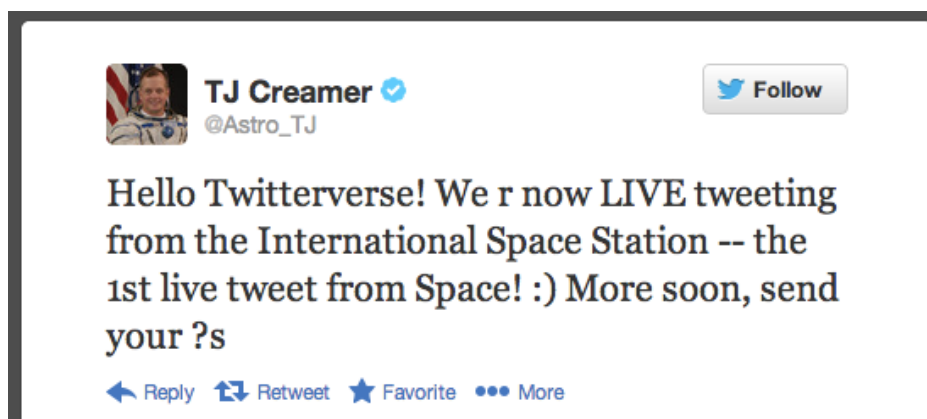 TJ Creamer
@Astro_TJ
Follow
Hello Twitterverse! We r now LIVE tweeting
from the International Space Station -- the
1st live tweet from Space! :) More soon, send
your ?s
Reply Retweet Favorite More